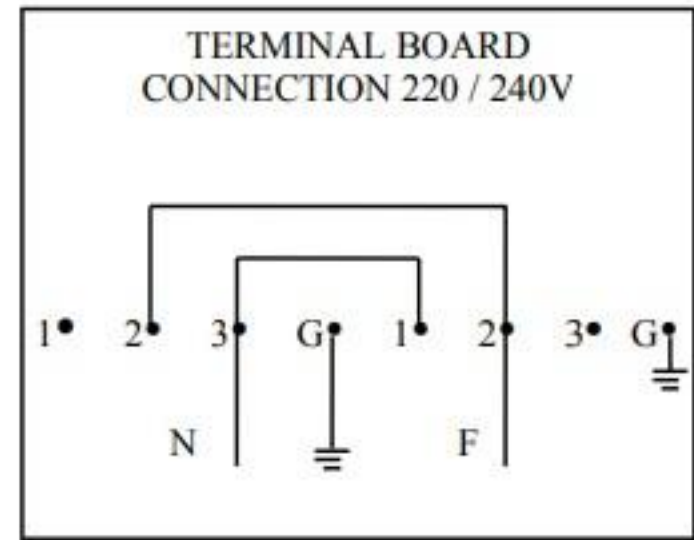 TERMINAL BOARD
CONNECTION 220 / 240V
1 2 3 G 1 2 3 G
N F